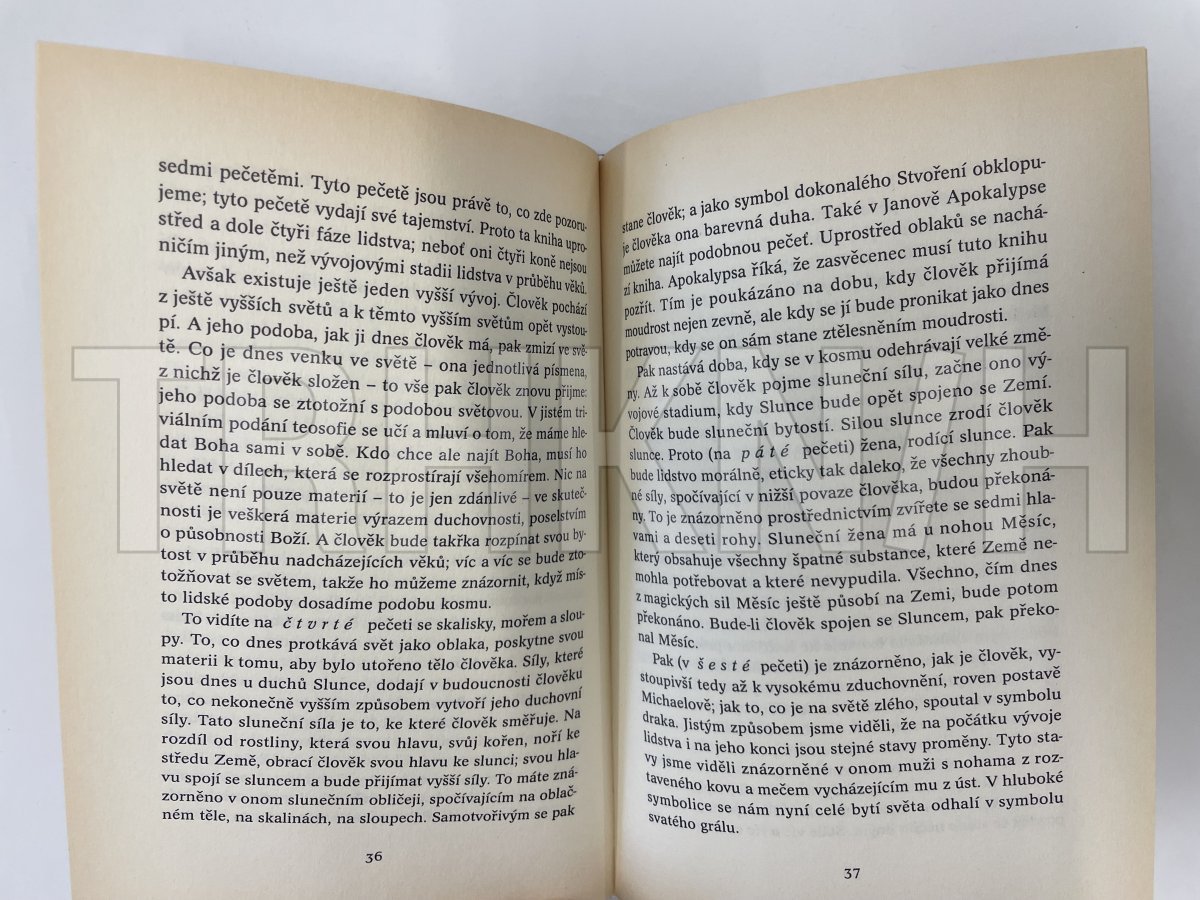 sedmi pečetěmi. Tyto pečetě jsou právě to, co zde pozoru-
jeme; tyto pečetě vydají své tajemství. Proto ta kniha upro-
střed a dole čtyři fáze lidstva; neboť oni čtyři koně nejsou
ničím jiným, než vývojovými stadii lidstva v průběhu věků.
Avšak existuje ještě jeden vyšší vývoj. Člověk pochází
z ještě vyšších světů a k těmto vyšším světům opět vystou-
pí. A jeho podoba, jak ji dnes člověk má, pak zmizí ve svě-
tě. Co je dnes venku ve světě – ona jednotlivá písmena,
z nichž je člověk složen – to vše pak člověk znovu přijme:
jeho podoba se ztotožní s podobou světovou. V jistém tri-
viálním podání teosofie se učí a mluví o tom, že máme hle-
dat Boha sami v sobě. Kdo chce ale najít Boha, musí ho
hledat v dílech, která se rozprostírají všehomírem. Nic na
světě není pouze materií – to je jen zdánlivé – ve skuteč-
nosti je veškerá materie výrazem duchovnosti, poselstvím
o působnosti Boží. A člověk bude takřka rozpínat svou by-
tost v průběhu nadcházejících věků; víc a víc se bude zto-
tožňovat se světem, takže ho můžeme znázornit, když mís-
to lidské podoby dosadíme podobu kosmu.
To vidíte na čtvrté pečeti se skalisky, mořem a slou-
py. To, co dnes protkává svět jako oblaka, poskytne svou
materii k tomu, aby bylo utořeno tělo člověka. Síly, které
jsou dnes u duchů Slunce, dodají v budoucnosti člověku
to, co nekonečně vyšším způsobem vytvoří jeho duchovní
síly. Tato sluneční síla je to, ke které člověk směřuje. Na
rozdíl od rostliny, která svou hlavu, svůj kořen, noří ke
středu Země, obrací člověk svou hlavu ke slunci; svou hla-
vu spojí se sluncem a bude přijímat vyšší síly. To máte zná-
zorněno v onom slunečním obličeji, spočívajícím na oblač-
ném těle, na skalinách, na sloupech. Samotvořivým se pak
36
stane člověk; a jako symbol dokonalého Stvoření obklopu-
je člověka ona barevná duha. Také v Janově Apokalypse
můžete najít podobnou pečeť. Uprostřed oblaků se nachá-
zí kniha. Apokalypsa říká, že zasvěcenec musí tuto knihu
pozřít. Tím je poukázáno na dobu, kdy člověk přijímá
moudrost nejen zevně, ale kdy se jí bude pronikat jako dnes
potravou, kdy se on sám stane ztělesněním moudrosti.
Pak nastává doba, kdy se v kosmu odehrávají velké změ-
ny. Až k sobě člověk pojme sluneční sílu, začne ono vý-
vojové stadium, kdy Slunce bude opět spojeno se Zemí.
Člověk bude sluneční bytostí. Silou slunce zrodí člověk
slunce. Proto (na páté pečeti) žena, rodící slunce. Pak
bude lidstvo morálně, eticky tak daleko, že všechny zhoub-
né síly, spočívající v nižší povaze člověka, budou překoná-
ny. To je znázorněno prostřednictvím zvířete se sedmi hla-
vami a deseti rohy. Sluneční žena má u nohou Měsíc,
který obsahuje všechny špatné substance, které Země ne-
mohla potřebovat a které nevypudila. Všechno, čím dnes
z magických sil Měsíc ještě působí na Zemi, bude potom
překonáno. Bude-li člověk spojen se Sluncem, pak překo-
nal Měsíc.
Pak (v šesté pečeti) je znázorněno, jak je člověk, vy-
stoupivší tedy až k vysokému zduchovnění, roven postavě
Michaelově; jak to, co je na světě zlého, spoutal v symbolu
draka. Jistým způsobem jsme viděli, že na počátku vývoje
lidstva i na jeho konci jsou stejné stavy proměny. Tyto sta-
vy jsme viděli znázorněné v onom muži s nohama z roz-
taveného kovu a mečem vycházejícím mu z úst. V hluboké
symbolice se nám nyní celé bytí světa odhalí v symbolu
svatého grálu.
37
TRHKNIH